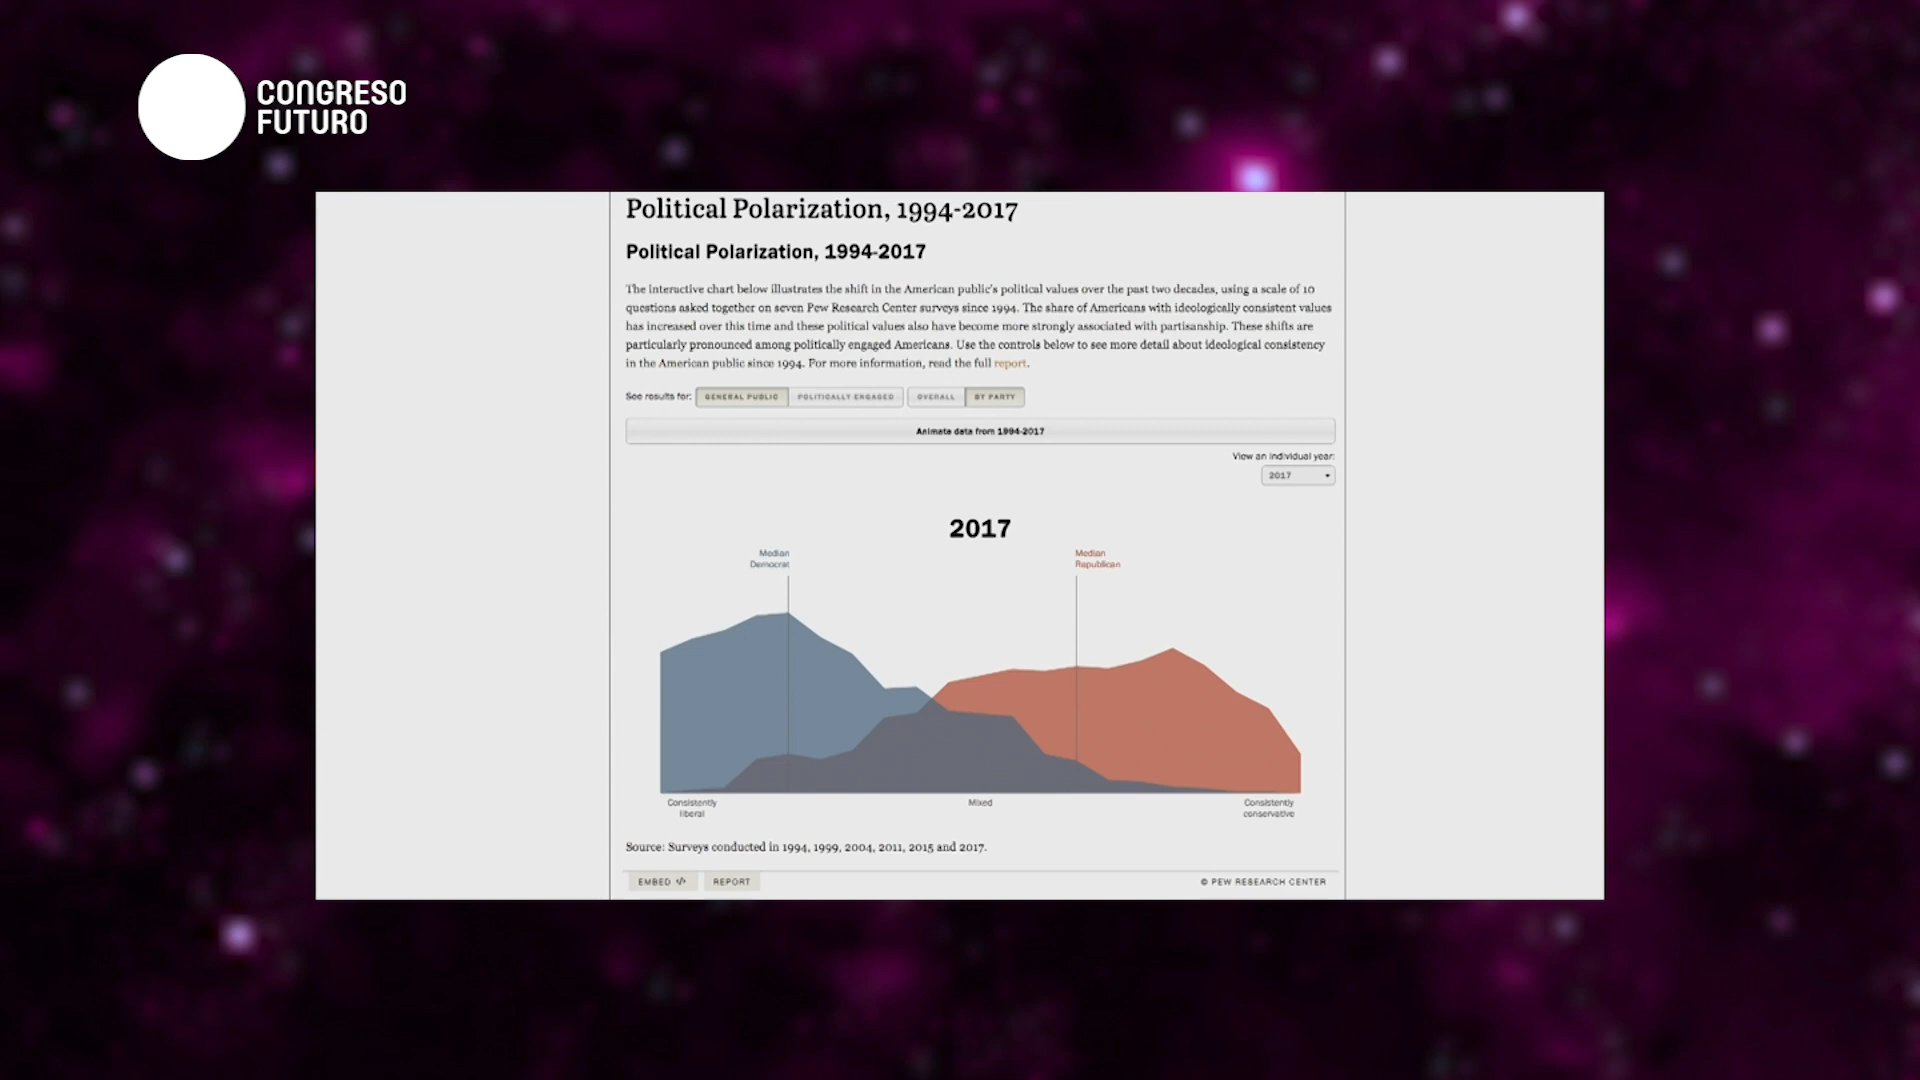 CONGRESO
FUTURO
Political Polarization, 1994-2017
Political Polarization, 1994-2017
The interactive chart below illustrates the shift in the American public's political values over the past two decades, using a scale of 10
questions asked together on seven Pew Research Center surveys since 1994. The share of Americans with ideologically consistent values
has increased over this time and these political values also have become more strongly associated with partisanship. These shifts are
particularly pronounced among politically engaged Americans. Use the controls below to see more detail about ideological consistency
in the American public since 1994. For more information, read the full report.
See results for: GENERAL PUBLIC POLITICALLY ENGAGED OVERALL BY PARTY
Animate data from 1994-2017
View an individual year:
2017
2017
Median
Democrat
Median
Republican
Consistently
liberal
Mixed
Consistently
conservative
Source: Surveys conducted in 1994, 1999, 2004, 2011, 2015 and 2017.
EMBED </> REPORT © PEW RESEARCH CENTER